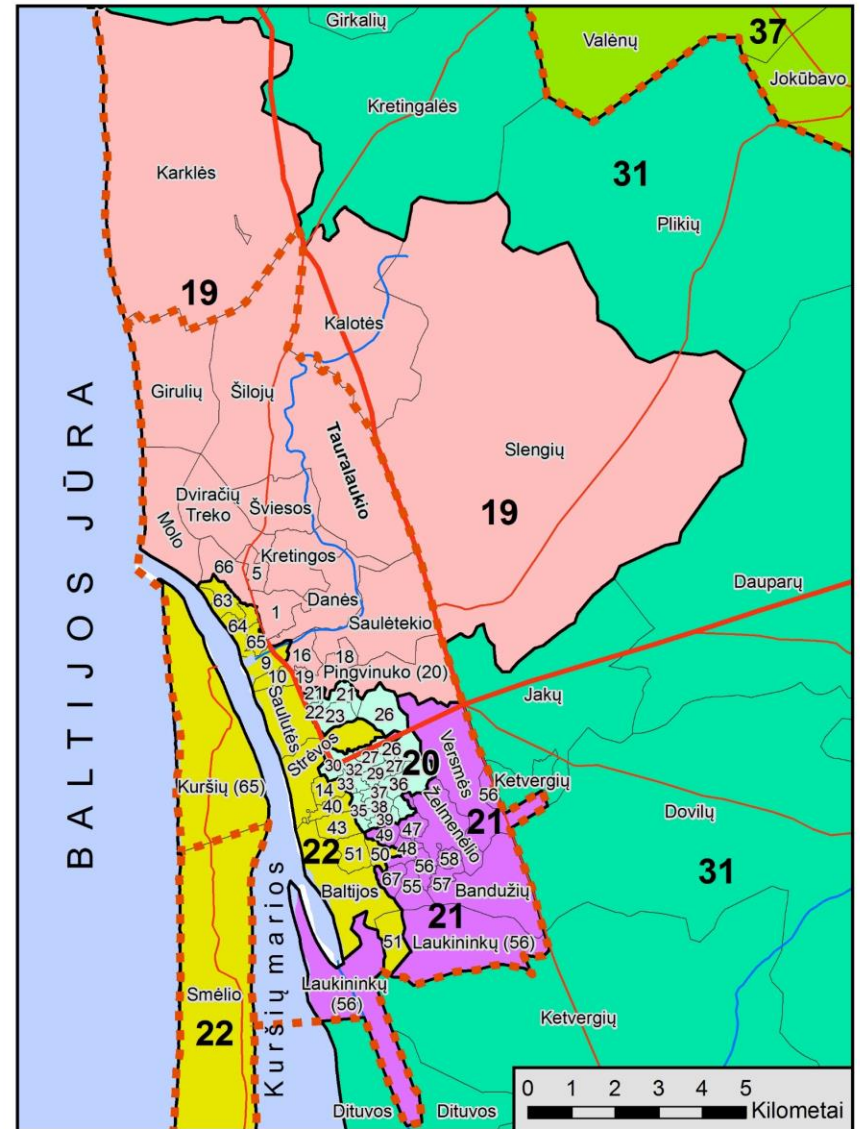 Girkalių
37
Valėnų
Jokūbavo
Kretingalės
31
Karklės
Plikių
19
Kalotės
Girulių
Šilojų
BALTIJOS JŪRA
Tauralaukio
Slengių
19
Dviračių
Treko
Šviesos
Molo
Kretingos
66
5
Dauparų
63
1
Danės
64
Saulėtekio
65
16
18
9
10
19
Pingvinuko (20)
21
21
Jakų
22
23
26
Saulutės
Versmės
Strėvos
26
27
30
32
29
27
20
Kuršių (65)
14
33
36
56
Ketvergių
37
Želmenėlio
40
35
38
21
Dovilų
39
43
49
47
22
51
50
48
58
56
31
67
55
57
Bandužių
Baltijos
21
51
Laukininkų (56)
Laukininkų
(56)
Smėlio
22
Kuršių marios
Ketvergių
0 1 2 3 4 5
Kilometai
Dituvos
Dituvos